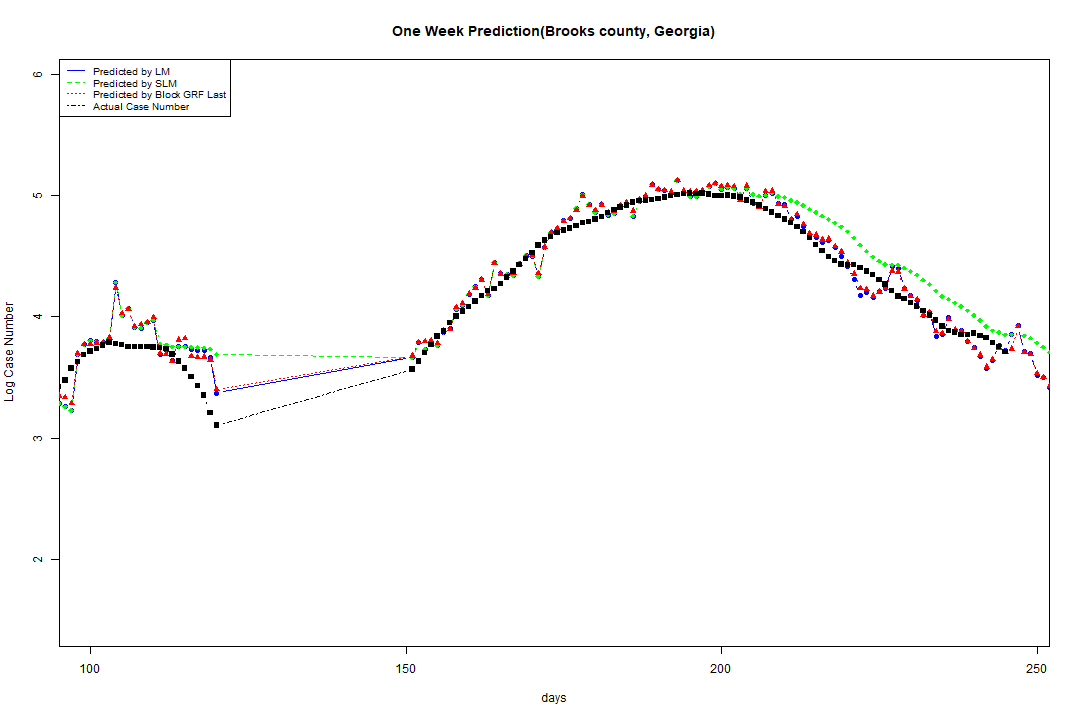 One Week Prediction(Brooks county, Georgia)
Predicted by LM
Predicted by SLM
Predicted by Block GRF Last
Actual Case Number
6
5
4
3
2
Log Case Number
100 150 200 250
days